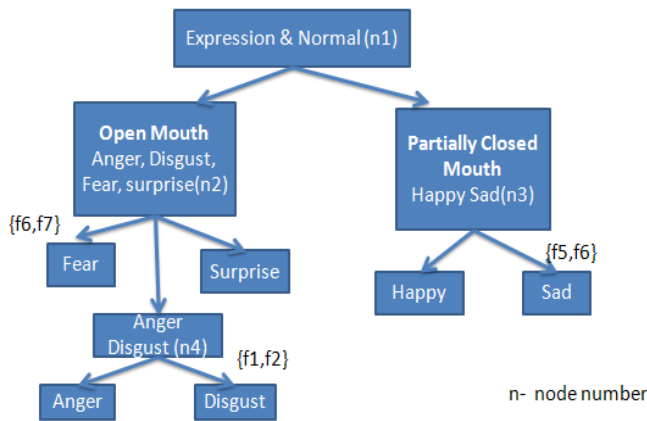 Expression & Normal (n1)
Open Mouth
Anger, Disgust,
Fear, surprise(n2)
Partially Closed
Mouth
Happy Sad(n3)
{f6,f7}
Fear
Surprise
{f5,f6}
Happy
Sad
Anger
Disgust (n4)
{f1,f2}
Anger
Disgust
n- node number